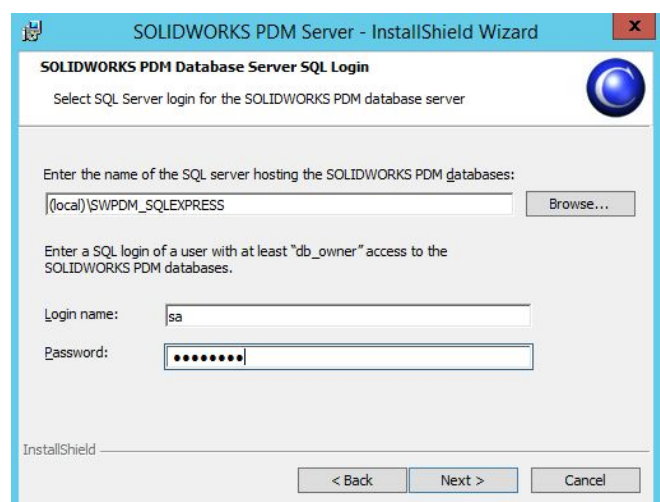 SOLIDWORKS PDM Server - InstallShield Wizard
x
SOLIDWORKS PDM Database Server SQL Login
Select SQL Server login for the SOLIDWORKS PDM database server
Enter the name of the SQL server hosting the SOLIDWORKS PDM databases:
(local)\SWPDM_SQLEXPRESS
Browse...
Enter a SQL login of a user with at least "db_owner" access to the
SOLIDWORKS PDM databases.
Login name:
sa
Password:
●●●●●●●●
InstallShield
< Back
Next >
Cancel